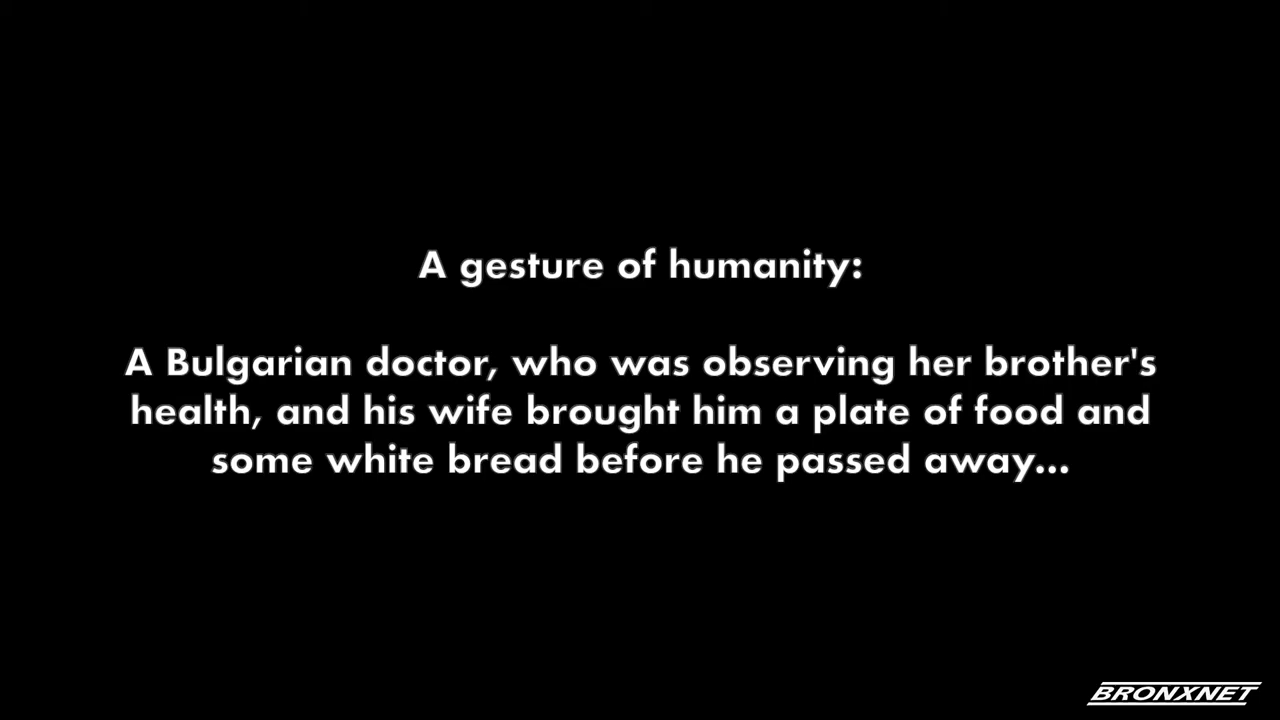 A gesture of humanity:
A Bulgarian doctor, who was observing her brother's
health, and his wife brought him a plate of food and
some white bread before he passed away...
BRONXNET